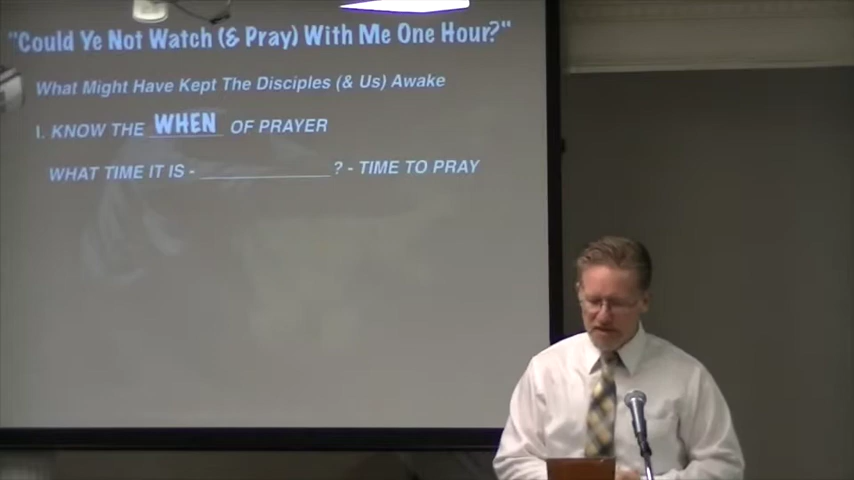 "Could Ye Not Watch (& Pray) With Me One Hour?"
What Might Have Kept The Disciples (& Us) Awake
I. KNOW THE WHEN OF PRAYER
WHAT TIME IT IS - ____________ ? - TIME TO PRAY